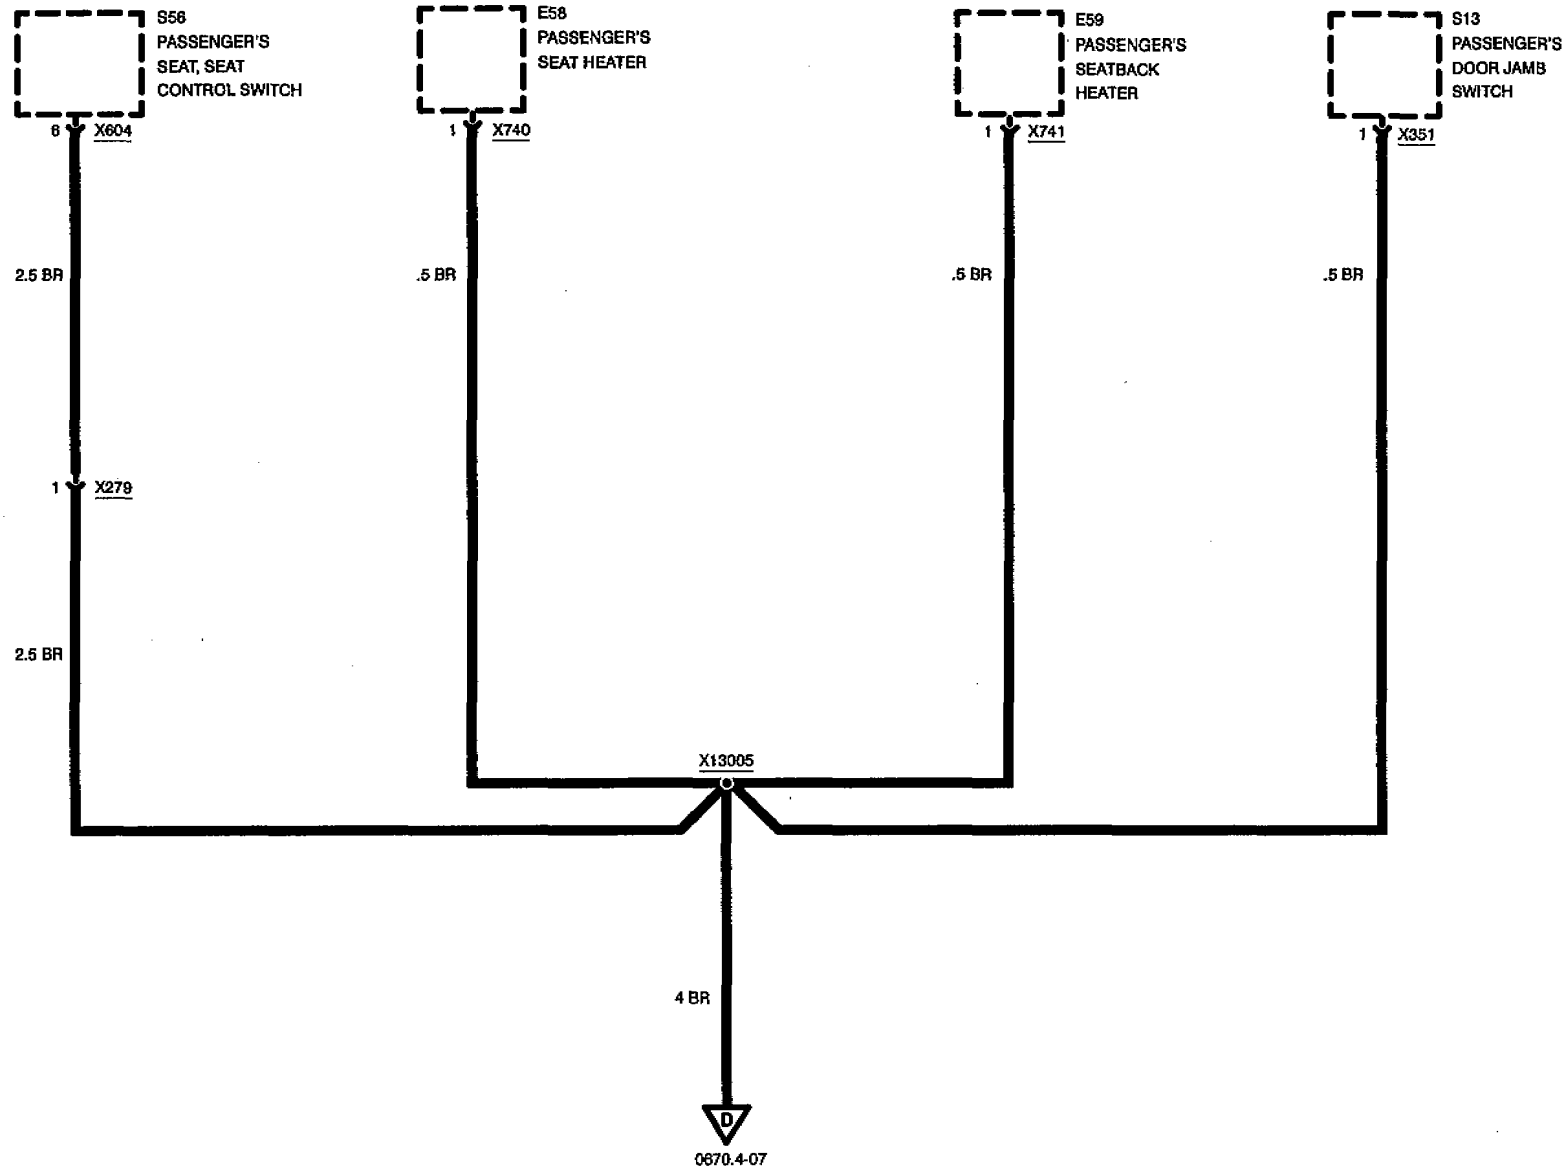 S56
PASSENGER'S
SEAT, SEAT
CONTROL SWITCH
6
X604
E58
PASSENGER'S
SEAT HEATER
1
X740
E59
PASSENGER'S
SEATBACK
HEATER
1
X741
S13
PASSENGER'S
DOOR JAMB
SWITCH
1
X351
2.5 BR
.5 BR
.5 BR
.5 BR
1
X279
2.5 BR
X13005
4 BR
D
0670.4-07